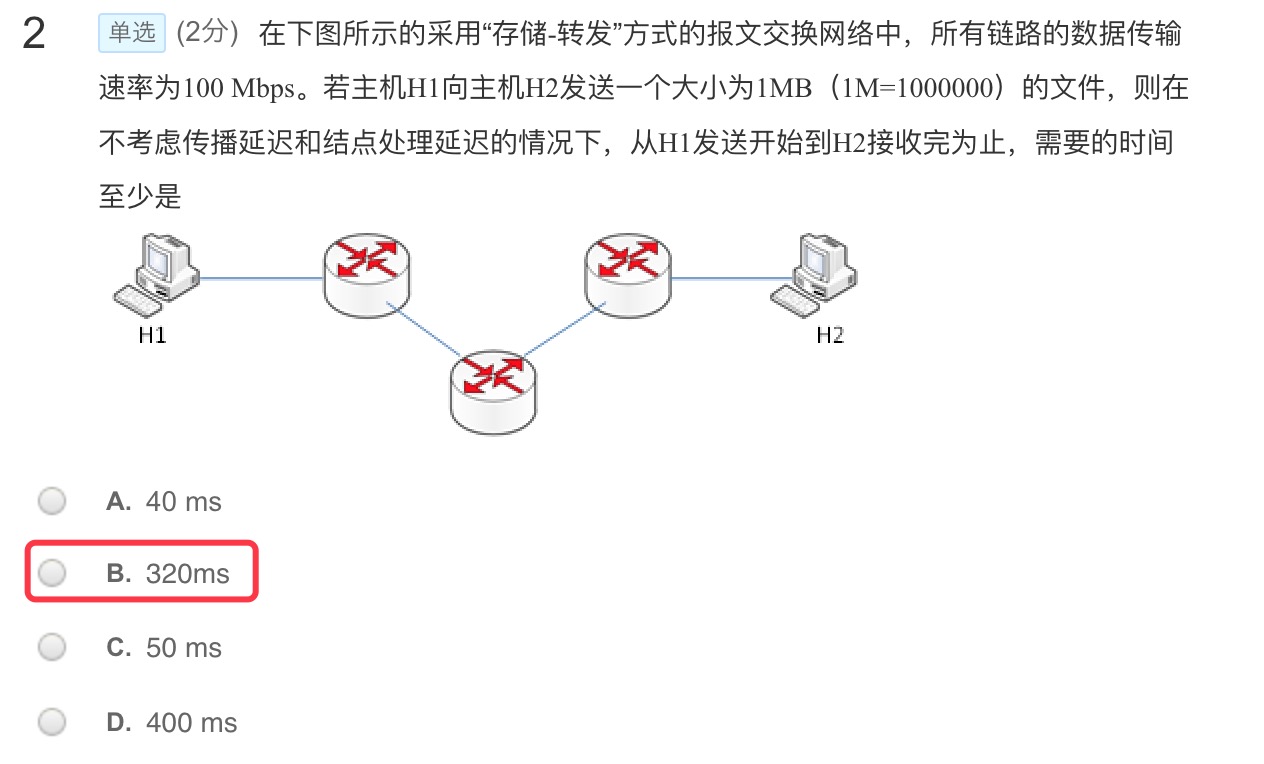 2 单选 (2分) 在下图所示的采用“存储-转发”方式的报文交换网络中，所有链路的数据传输
速率为100 Mbps。若主机H1向主机H2发送一个大小为1MB（1M=1000000）的文件，则在
不考虑传播延迟和结点处理延迟的情况下，从H1发送开始到H2接收完为止，需要的时间
至少是
H1 H2
A. 40 ms
B. 320ms
C. 50 ms
D. 400 ms